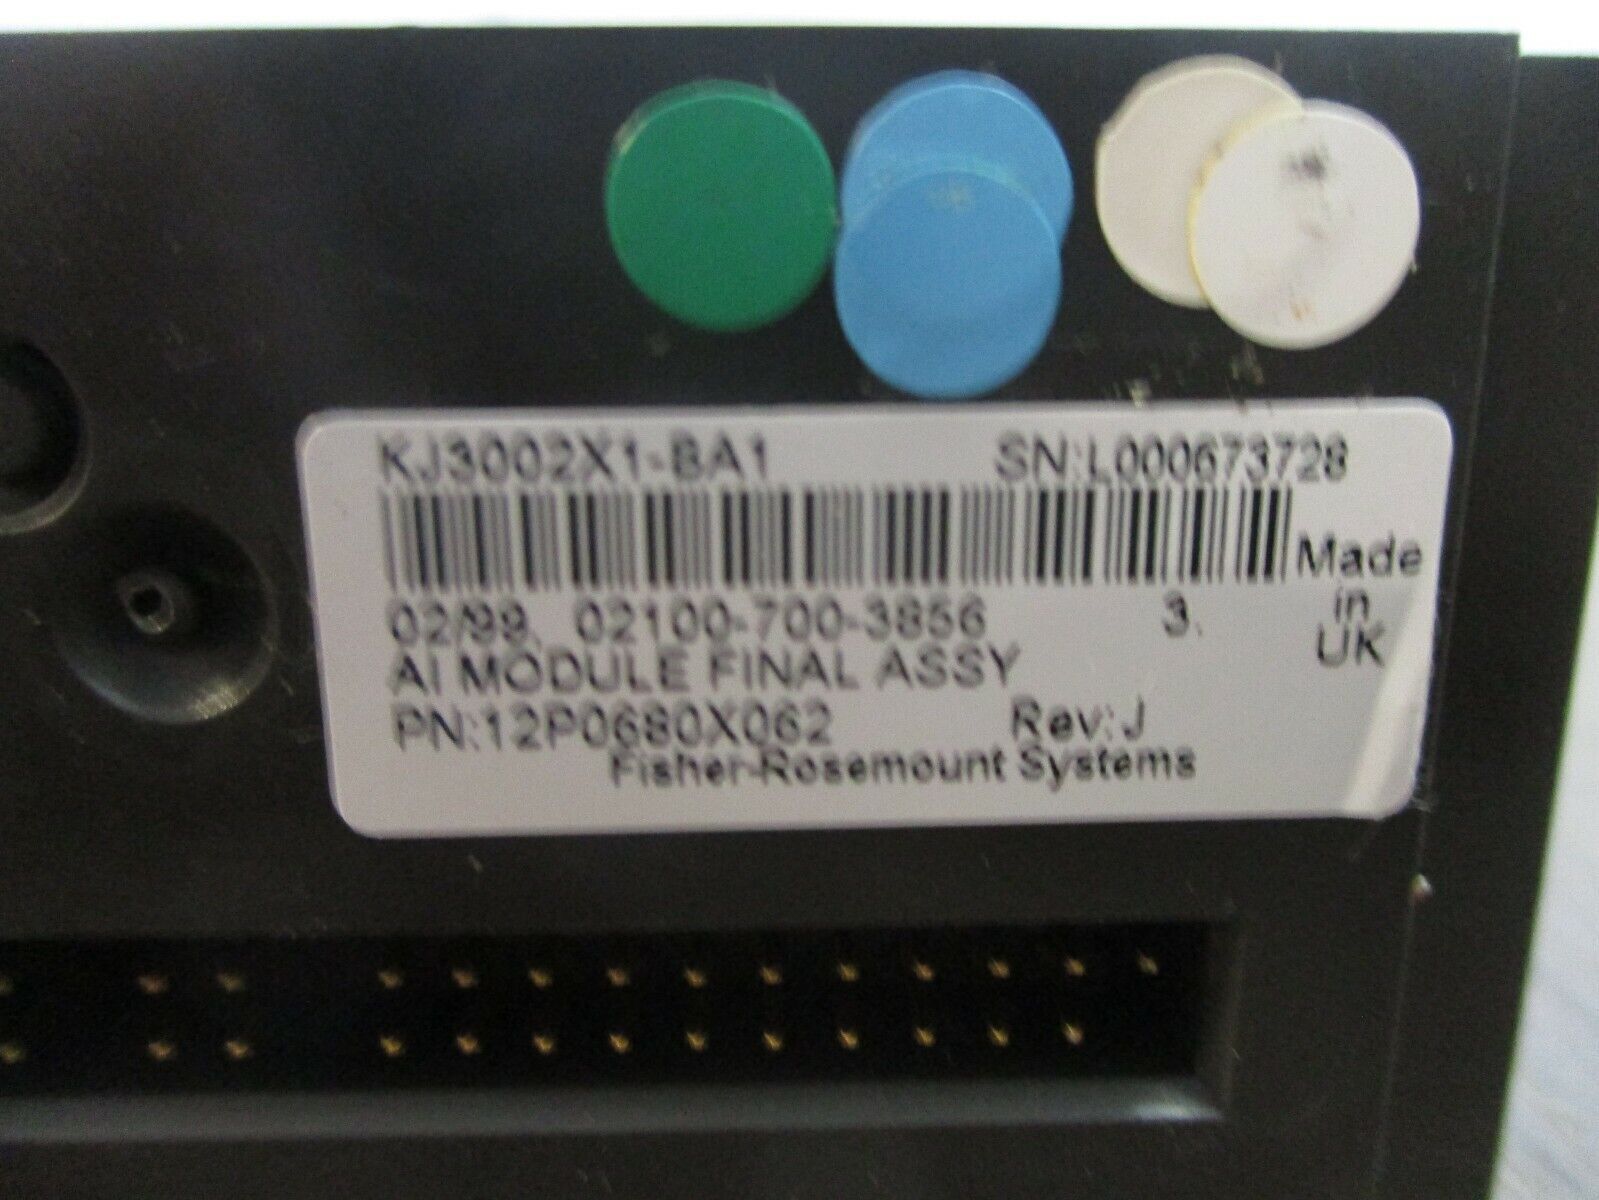 KJ3002X1-BA1 SN:L000673728
Made
in
UK
02/99, 02100-700-3856 3.
AI MODULE FINAL ASSY
PN:12P0680X062 Rev:J
Fisher-Rosemount Systems